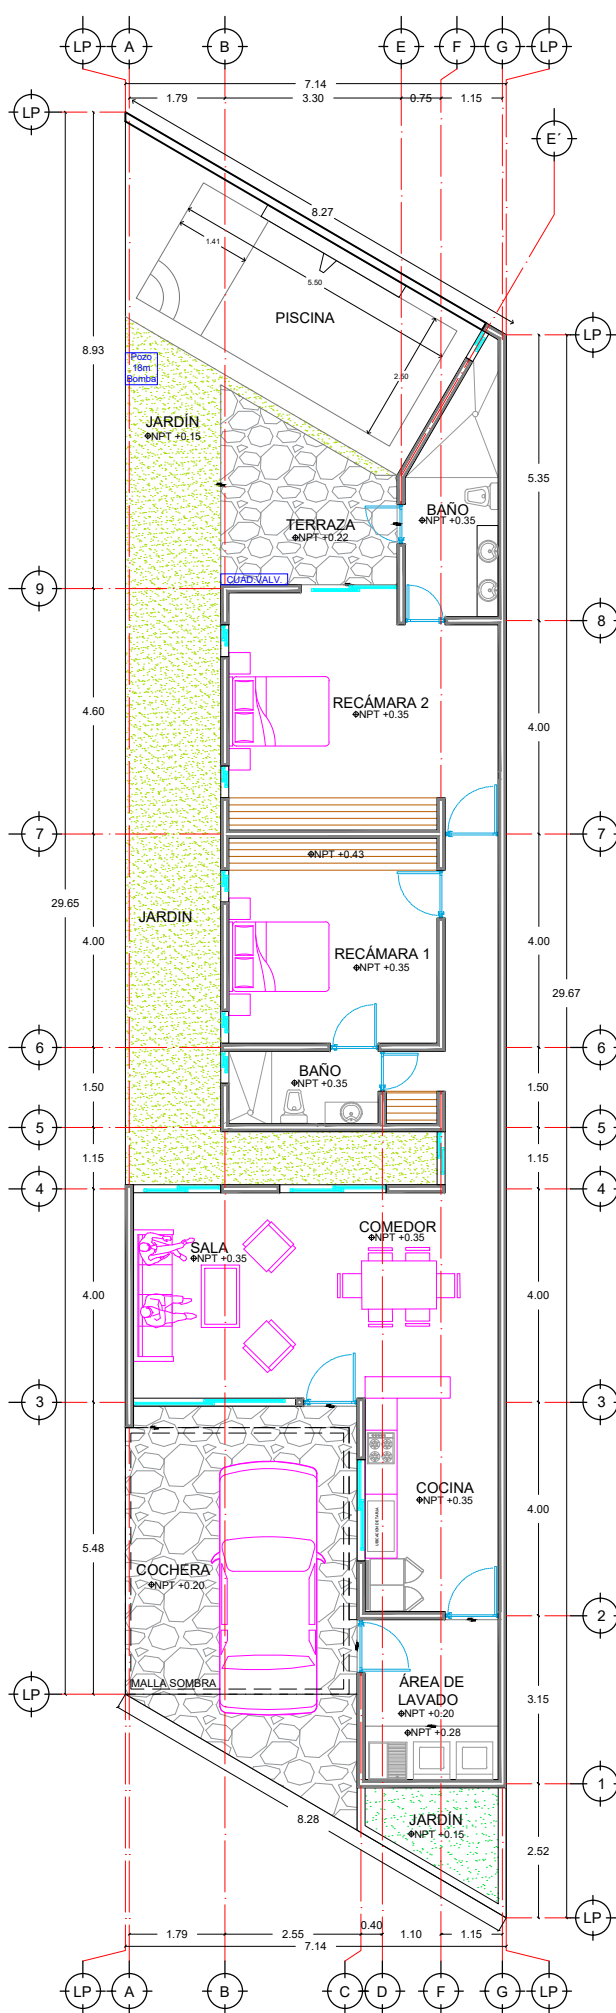 LP A B E F G LP
7.14
1.79 3.30 0.75 1.15
LP
E´
8.27
1.41
5.50
PISCINA
LP
8.93
Pozo
18m
Bomba
2.50
JARDÍN
NPT +0.15
5.35
BAÑO
NPT +0.35
TERRAZA
NPT +0.22
CUAD.VALV.
9
8
RECÁMARA 2
NPT +0.35
4.60
4.00
7
7
NPT +0.43
29.65
JARDIN
4.00
4.00
RECÁMARA 1
NPT +0.35
29.67
6
6
BAÑO
NPT +0.35
1.50
1.50
5
5
1.15
1.15
4
4
COMEDOR
NPT +0.35
SALA
NPT +0.35
4.00
4.00
3
3
COCINA
NPT +0.35
4.00
5.48
COCHERA
NPT +0.20
2
MALLA SOMBRA
LP
ÁREA DE
LAVADO
NPT +0.20
NPT +0.28
3.15
1
8.28
JARDÍN
NPT +0.15
2.52
LP
0.40
1.79 2.55 1.10 1.15
7.14
LP A B C D F G LP